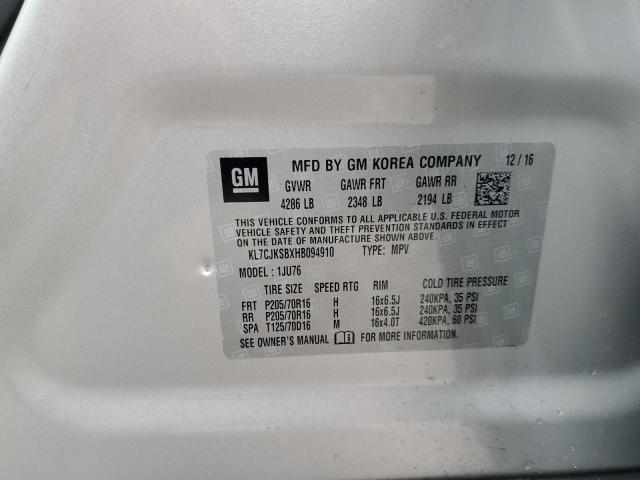 GM MFD BY GM KOREA COMPANY 12/16
GVWR GAWR FRT GAWR RR
4286 LB 2348 LB 2194 LB
THIS VEHICLE CONFORMS TO ALL APPLICABLE U.S. FEDERAL MOTOR
VEHICLE SAFETY AND THEFT PREVENTION STANDARDS IN EFFECT
ON THE DATE OF MANUFACTURE SHOWN ABOVE.
KL7CJKSBXHB094910 TYPE: MPV
MODEL: 1JU76
TIRE SIZE SPEED RTG RIM COLD TIRE PRESSURE
FRT P205/70R16 H 16x6.5J 240KPA, 35 PSI
RR P205/70R16 H 16x6.5J 240KPA, 35 PSI
SPA T125/70D16 M 16x4.0T 420KPA, 60 PSI
SEE OWNER'S MANUAL FOR MORE INFORMATION.